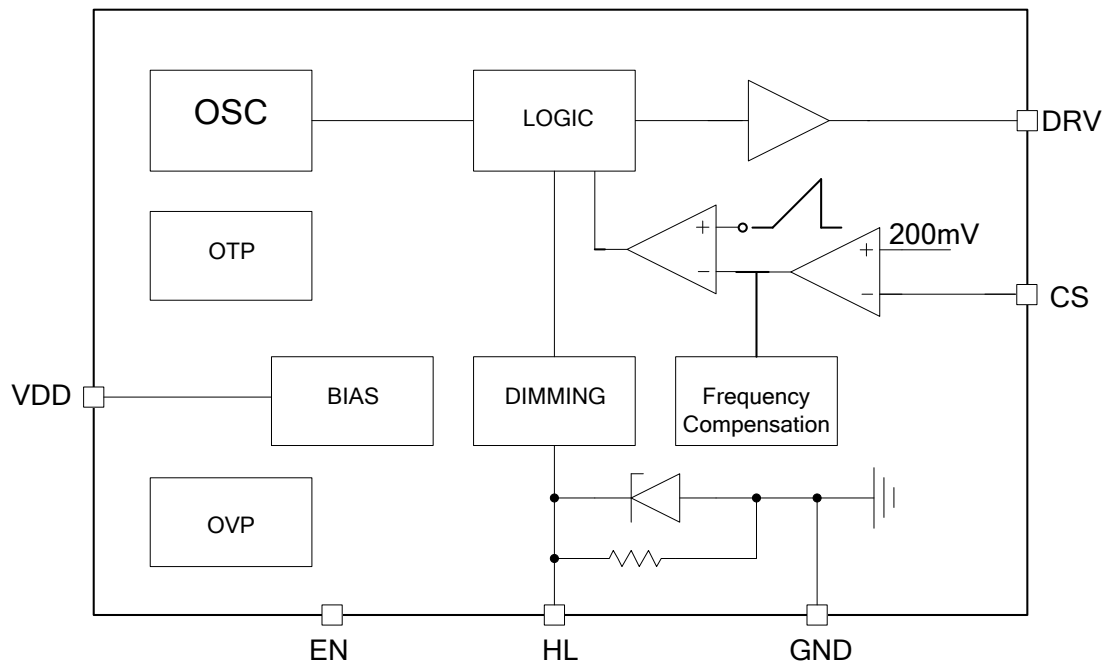 OSC
LOGIC
DRV
OTP
+
−
200mV
+
−
CS
VDD
BIAS
DIMMING
Frequency
Compensation
OVP
EN
HL
GND